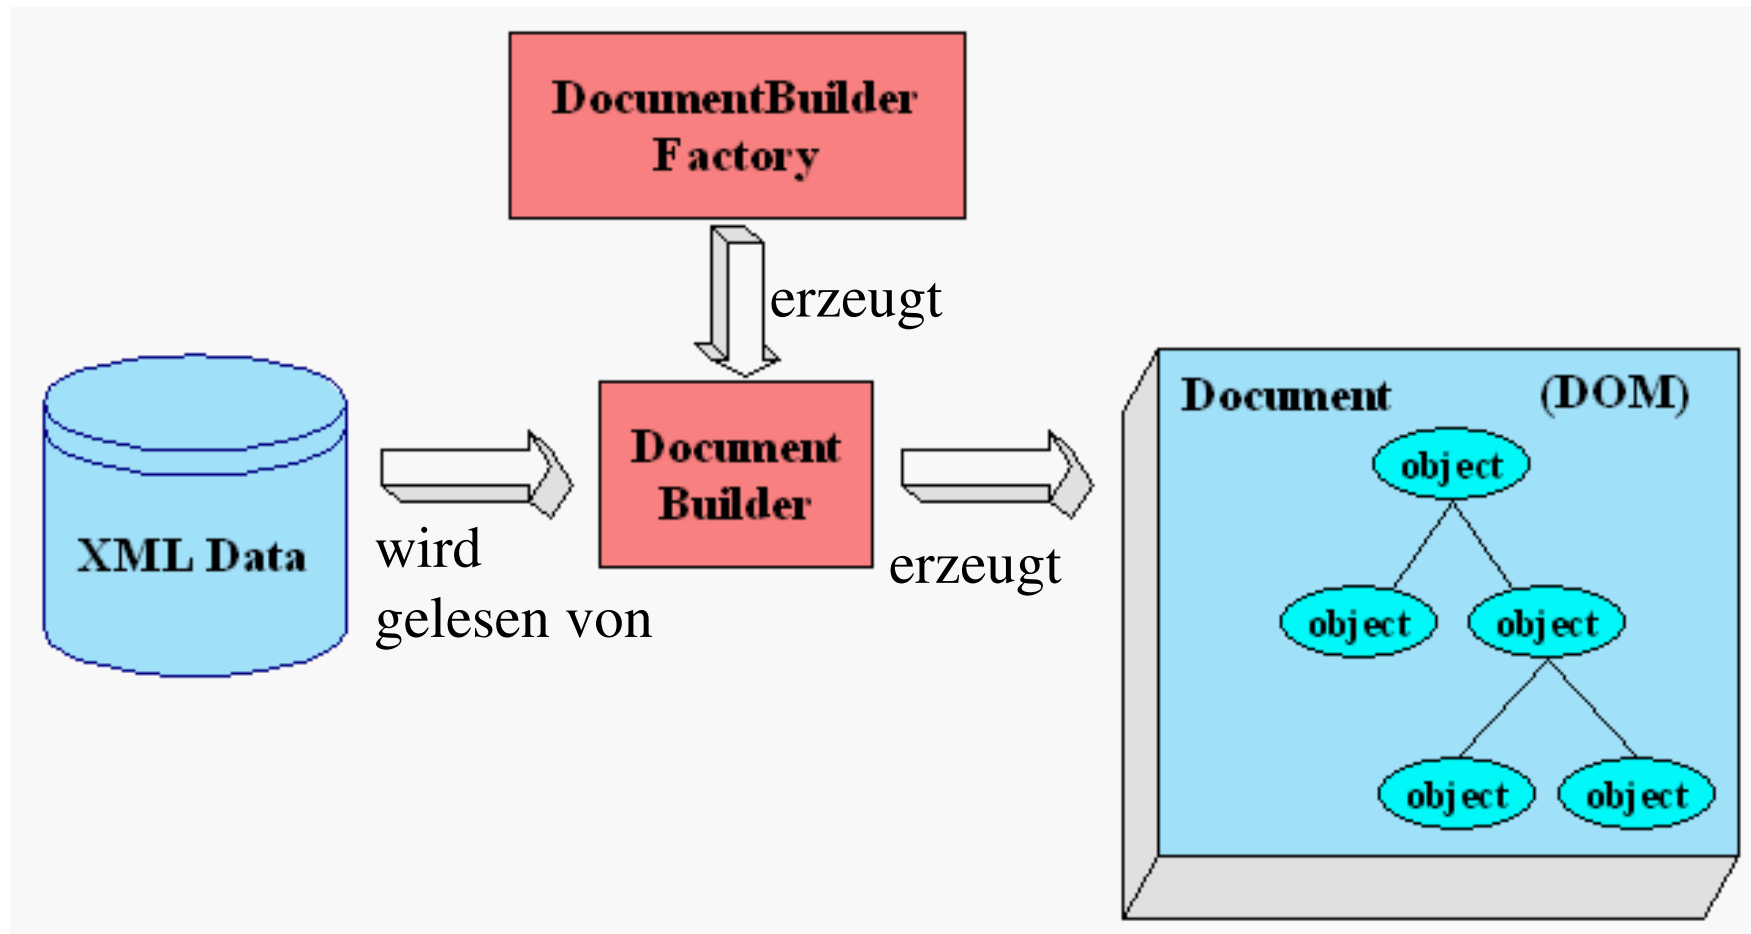 DocumentBuilder
Factory
erzeugt
XML Data
wird
gelesen von
Document
Builder
erzeugt
Document (DOM)
object
object object
object object